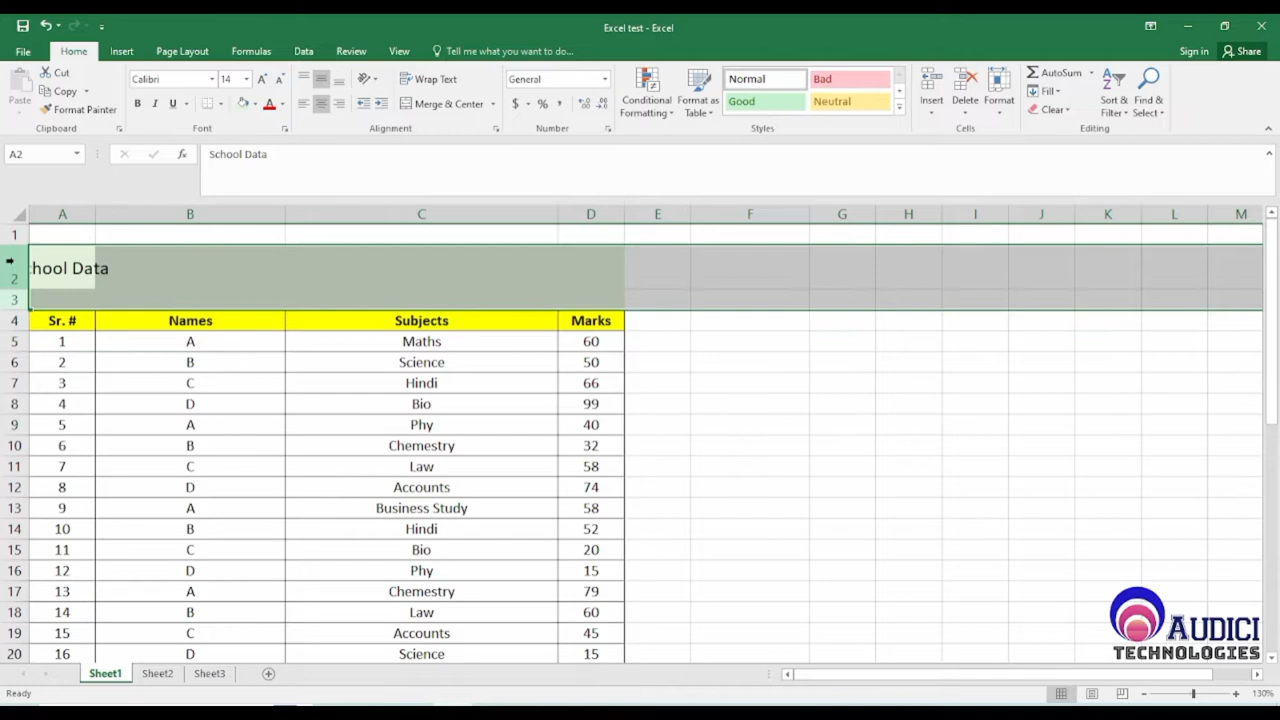 Excel test - Excel
File Home Insert Page Layout Formulas Data Review View Tell me what you want to do... Sign in Share
Paste Cut Copy Format Painter
Calibri 14
B I U A
Wrap Text
Merge & Center
General
$ % ,
Conditional Formatting
Format as Table
Normal Bad
Good Neutral
Insert Delete Format
AutoSum
Fill
Clear
Sort & Filter
Find & Select
Clipboard Font Alignment Number Styles Cells Editing
A2 fx School Data
A B C D E F G H I J K L M
1
2 hool Data
3
4 Sr. # Names Subjects Marks
5 1 A Maths 60
6 2 B Science 50
7 3 C Hindi 66
8 4 D Bio 99
9 5 A Phy 40
10 6 B Chemestry 32
11 7 C Law 58
12 8 D Accounts 74
13 9 A Business Study 58
14 10 B Hindi 52
15 11 C Bio 20
16 12 D Phy 15
17 13 A Chemestry 79
18 14 B Law 60
19 15 C Accounts 45
20 16 D Science 15
AUDICI
TECHNOLOGIES
Sheet1 Sheet2 Sheet3
Ready 130%